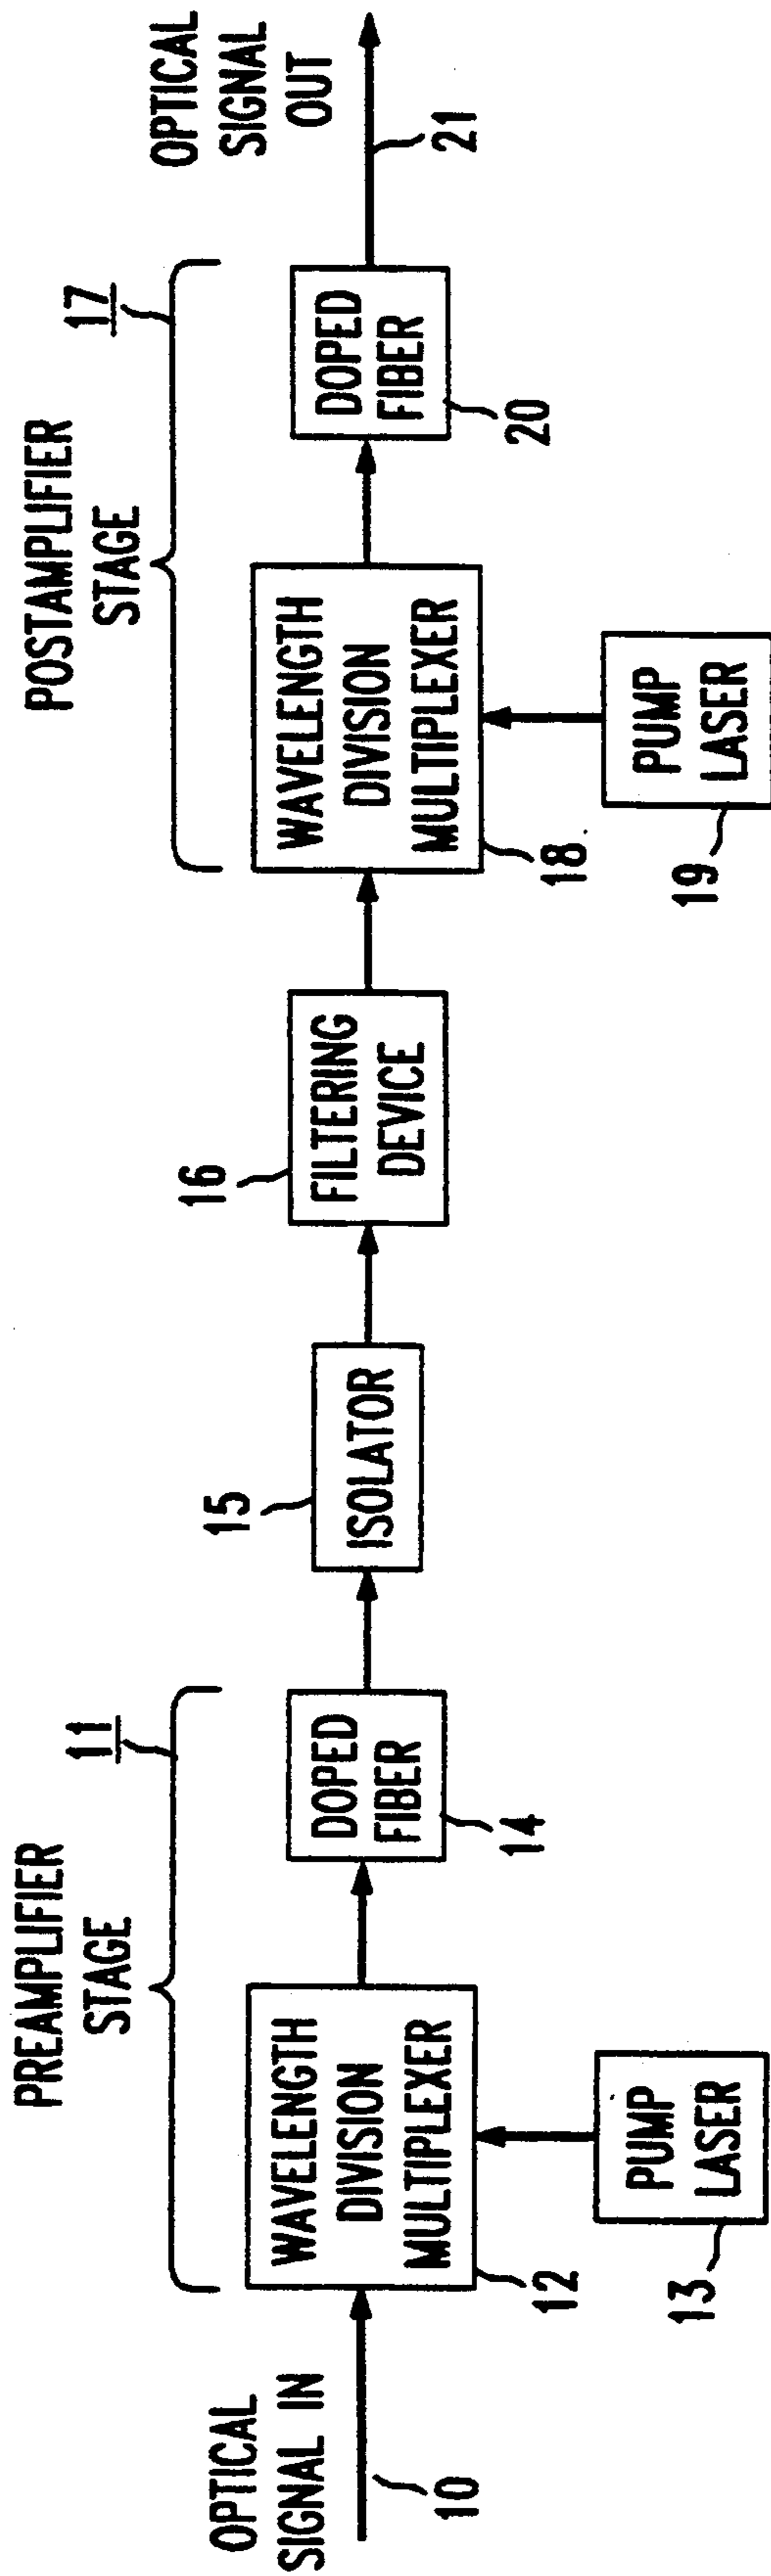 OPTICAL
SIGNAL IN
10
PREAMPLIFIER
STAGE
11
WAVELENGTH
DIVISION
MULTIPLEXER
12
PUMP
LASER
13
DOPED
FIBER
14
ISOLATOR
15
FILTERING
DEVICE
16
POSTAMPLIFIER
STAGE
17
WAVELENGTH
DIVISION
MULTIPLEXER
18
PUMP
LASER
19
DOPED
FIBER
20
OPTICAL
SIGNAL
OUT
21